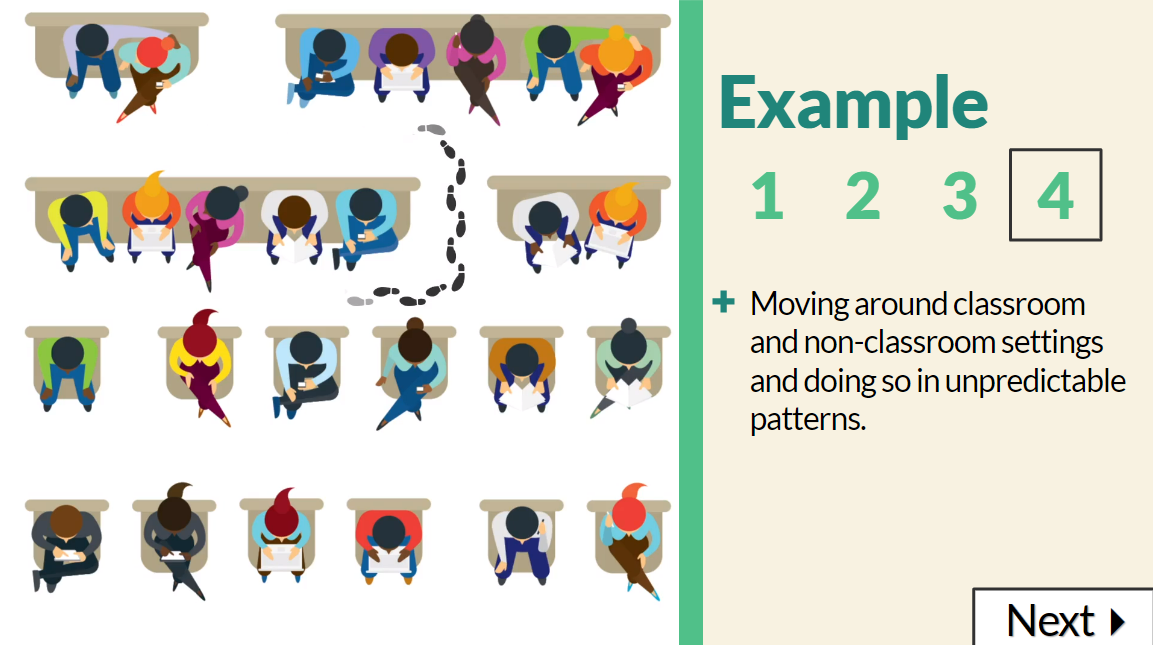 Example
1 2 3 4
Moving around classroom
and non-classroom settings
and doing so in unpredictable
patterns.
Next